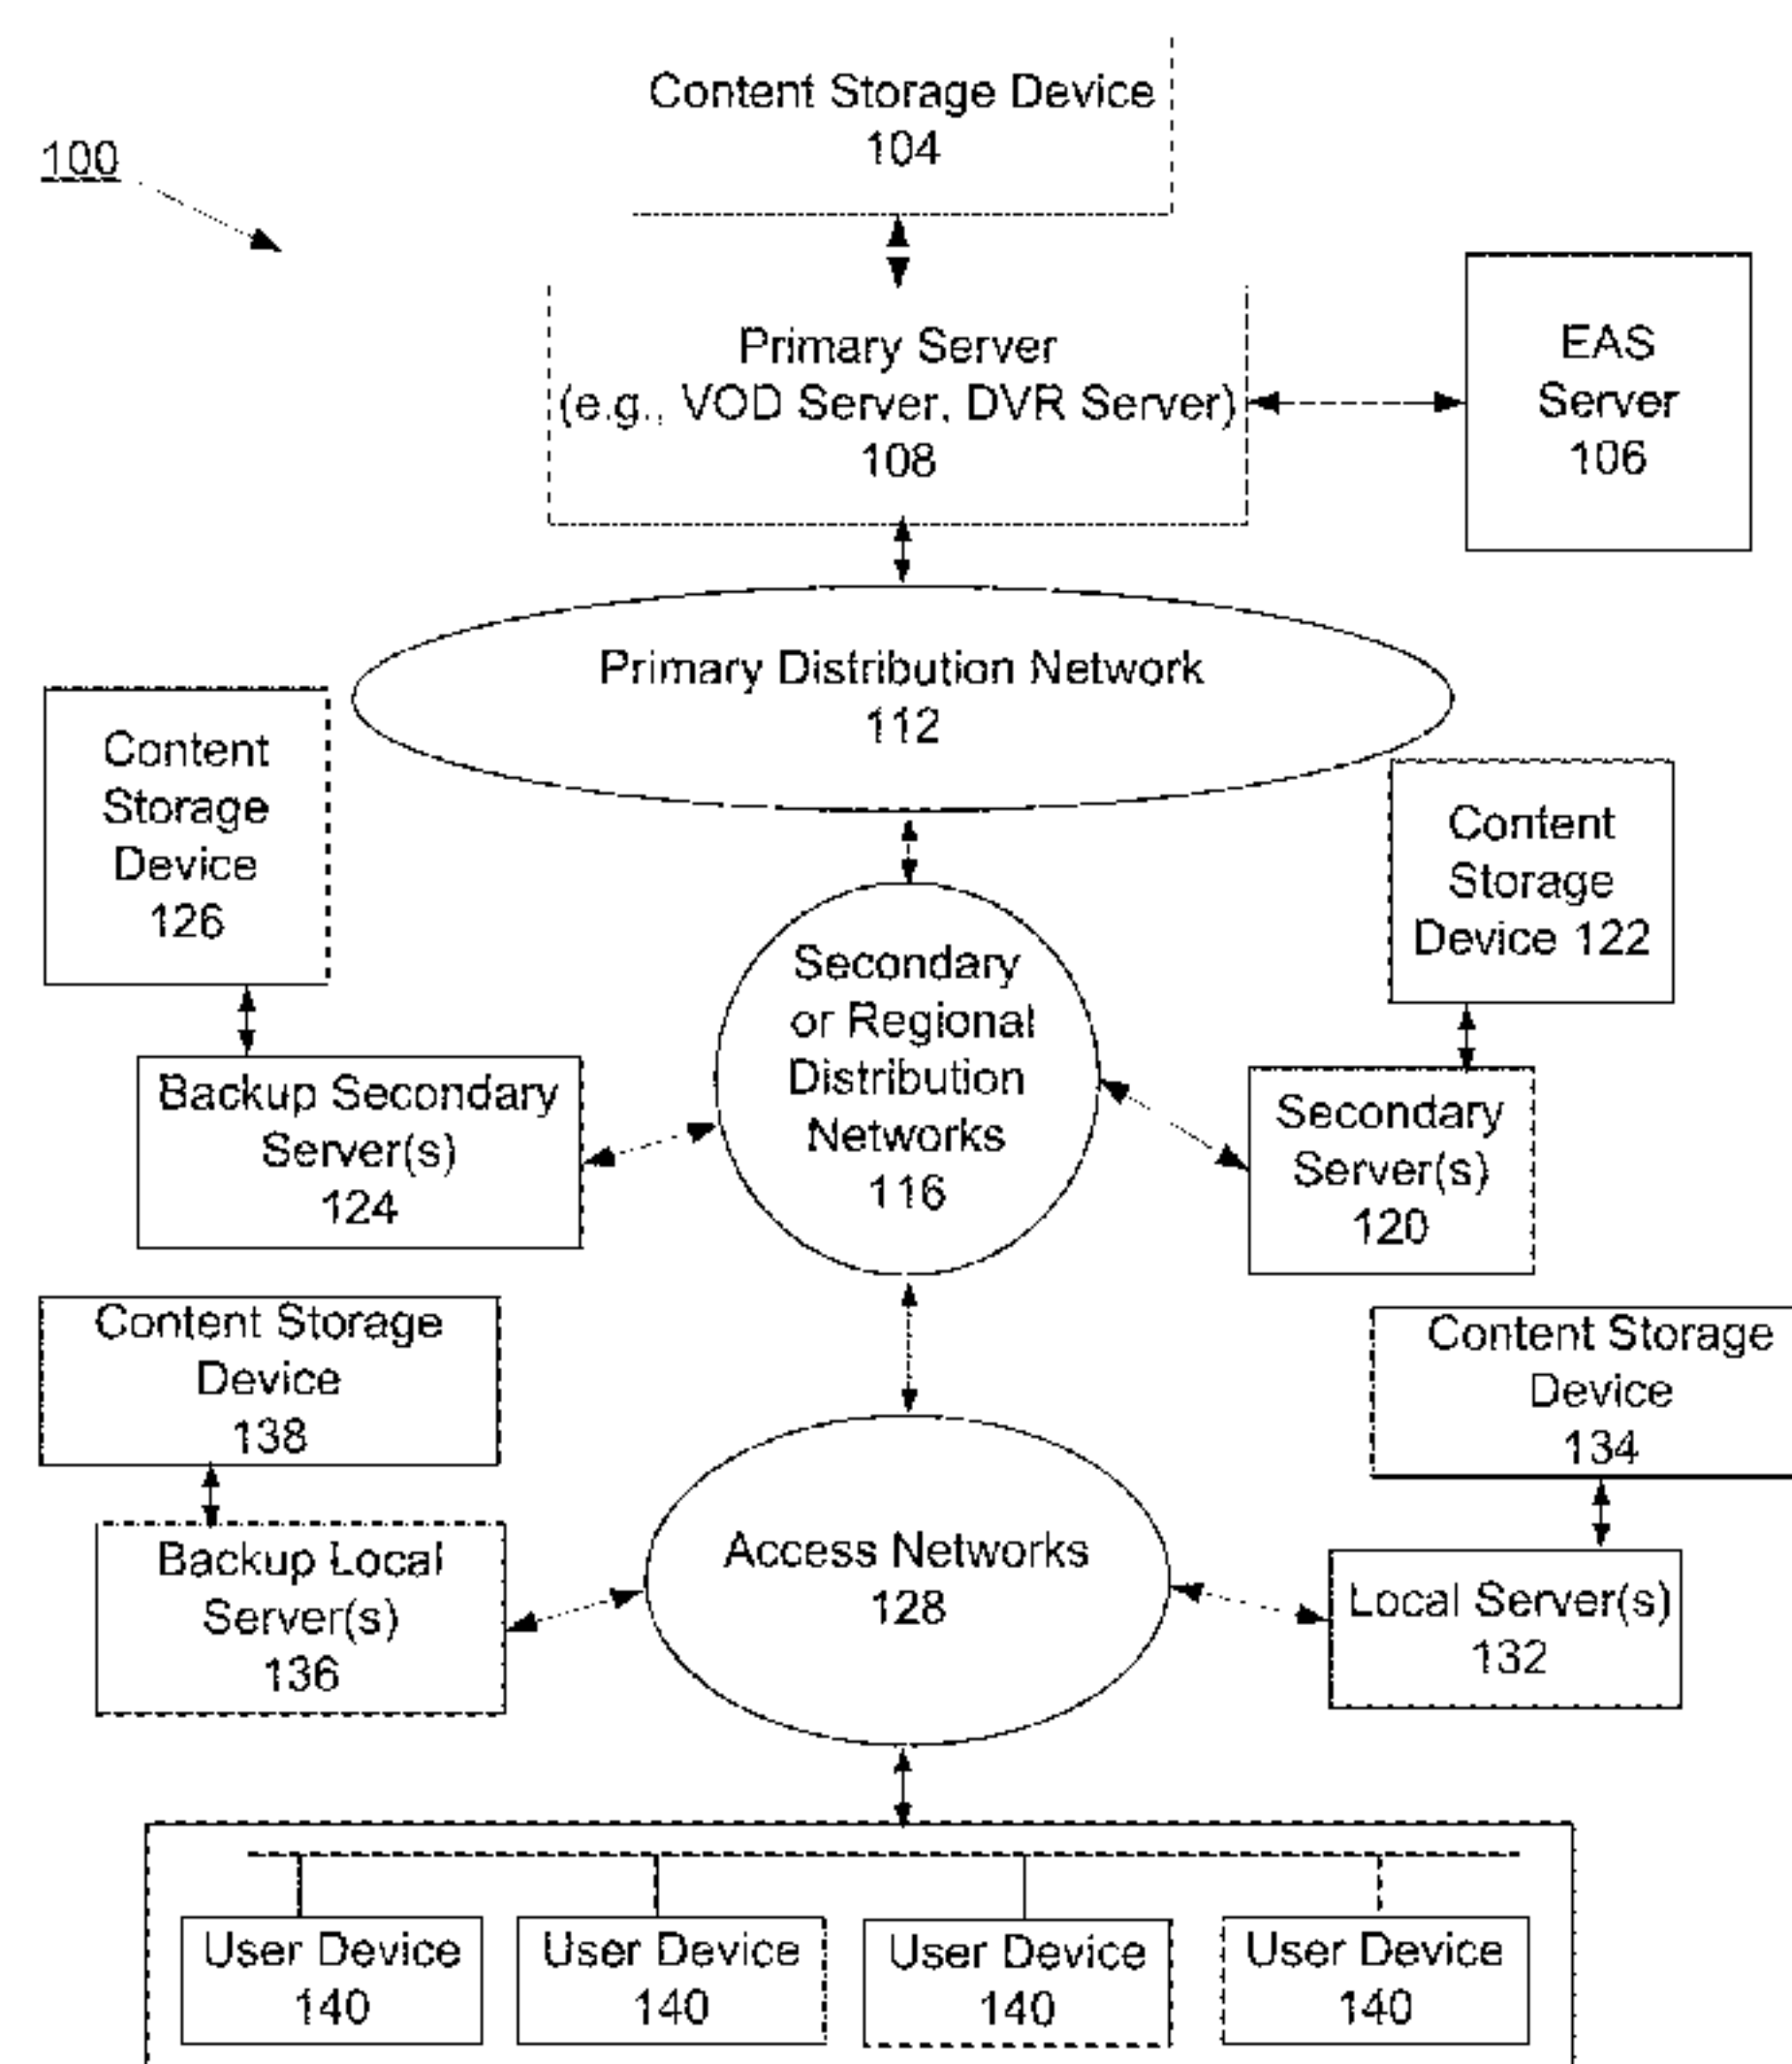 100
Content Storage Device
104
Primary Server
(e.g., VOD Server, DVR Server)
108
EAS
Server
106
Primary Distribution Network
112
Content
Storage
Device
126
Content
Storage
Device 122
Secondary
or Regional
Distribution
Networks
116
Backup Secondary
Server(s)
124
Secondary
Server(s)
120
Content Storage
Device
138
Content Storage
Device
134
Backup Local
Server(s)
136
Access Networks
128
Local Server(s)
132
User Device
140
User Device
140
User Device
140
User Device
140